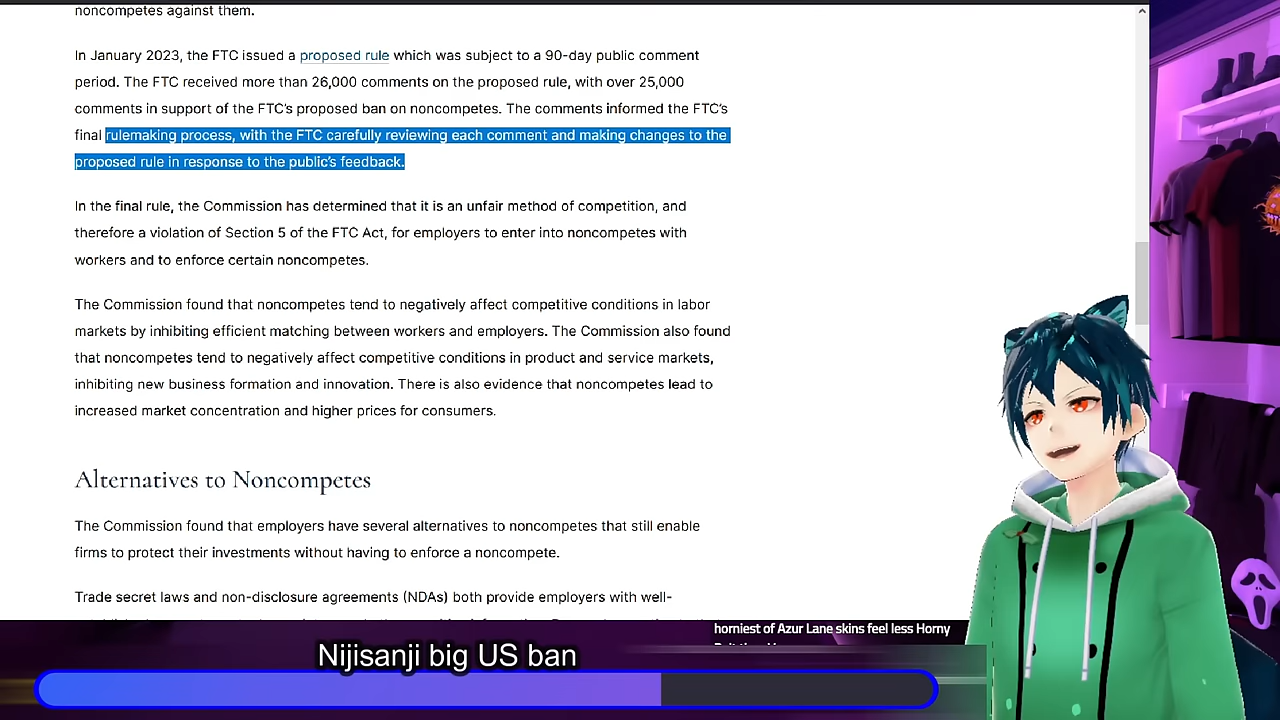 noncompetes against them.
In January 2023, the FTC issued a proposed rule which was subject to a 90-day public comment
period. The FTC received more than 26,000 comments on the proposed rule, with over 25,000
comments in support of the FTC's proposed ban on noncompetes. The comments informed the FTC's
final rulemaking process, with the FTC carefully reviewing each comment and making changes to the
proposed rule in response to the public's feedback.
In the final rule, the Commission has determined that it is an unfair method of competition, and
therefore a violation of Section 5 of the FTC Act, for employers to enter into noncompetes with
workers and to enforce certain noncompetes.
The Commission found that noncompetes tend to negatively affect competitive conditions in labor
markets by inhibiting efficient matching between workers and employers. The Commission also found
that noncompetes tend to negatively affect competitive conditions in product and service markets,
inhibiting new business formation and innovation. There is also evidence that noncompetes lead to
increased market concentration and higher prices for consumers.
Alternatives to Noncompetes
The Commission found that employers have several alternatives to noncompetes that still enable
firms to protect their investments without having to enforce a noncompete.
Trade secret laws and non-disclosure agreements (NDAs) both provide employers with well-
horniest of Azur Lane skins feel less Horny
Nijisanji big US ban